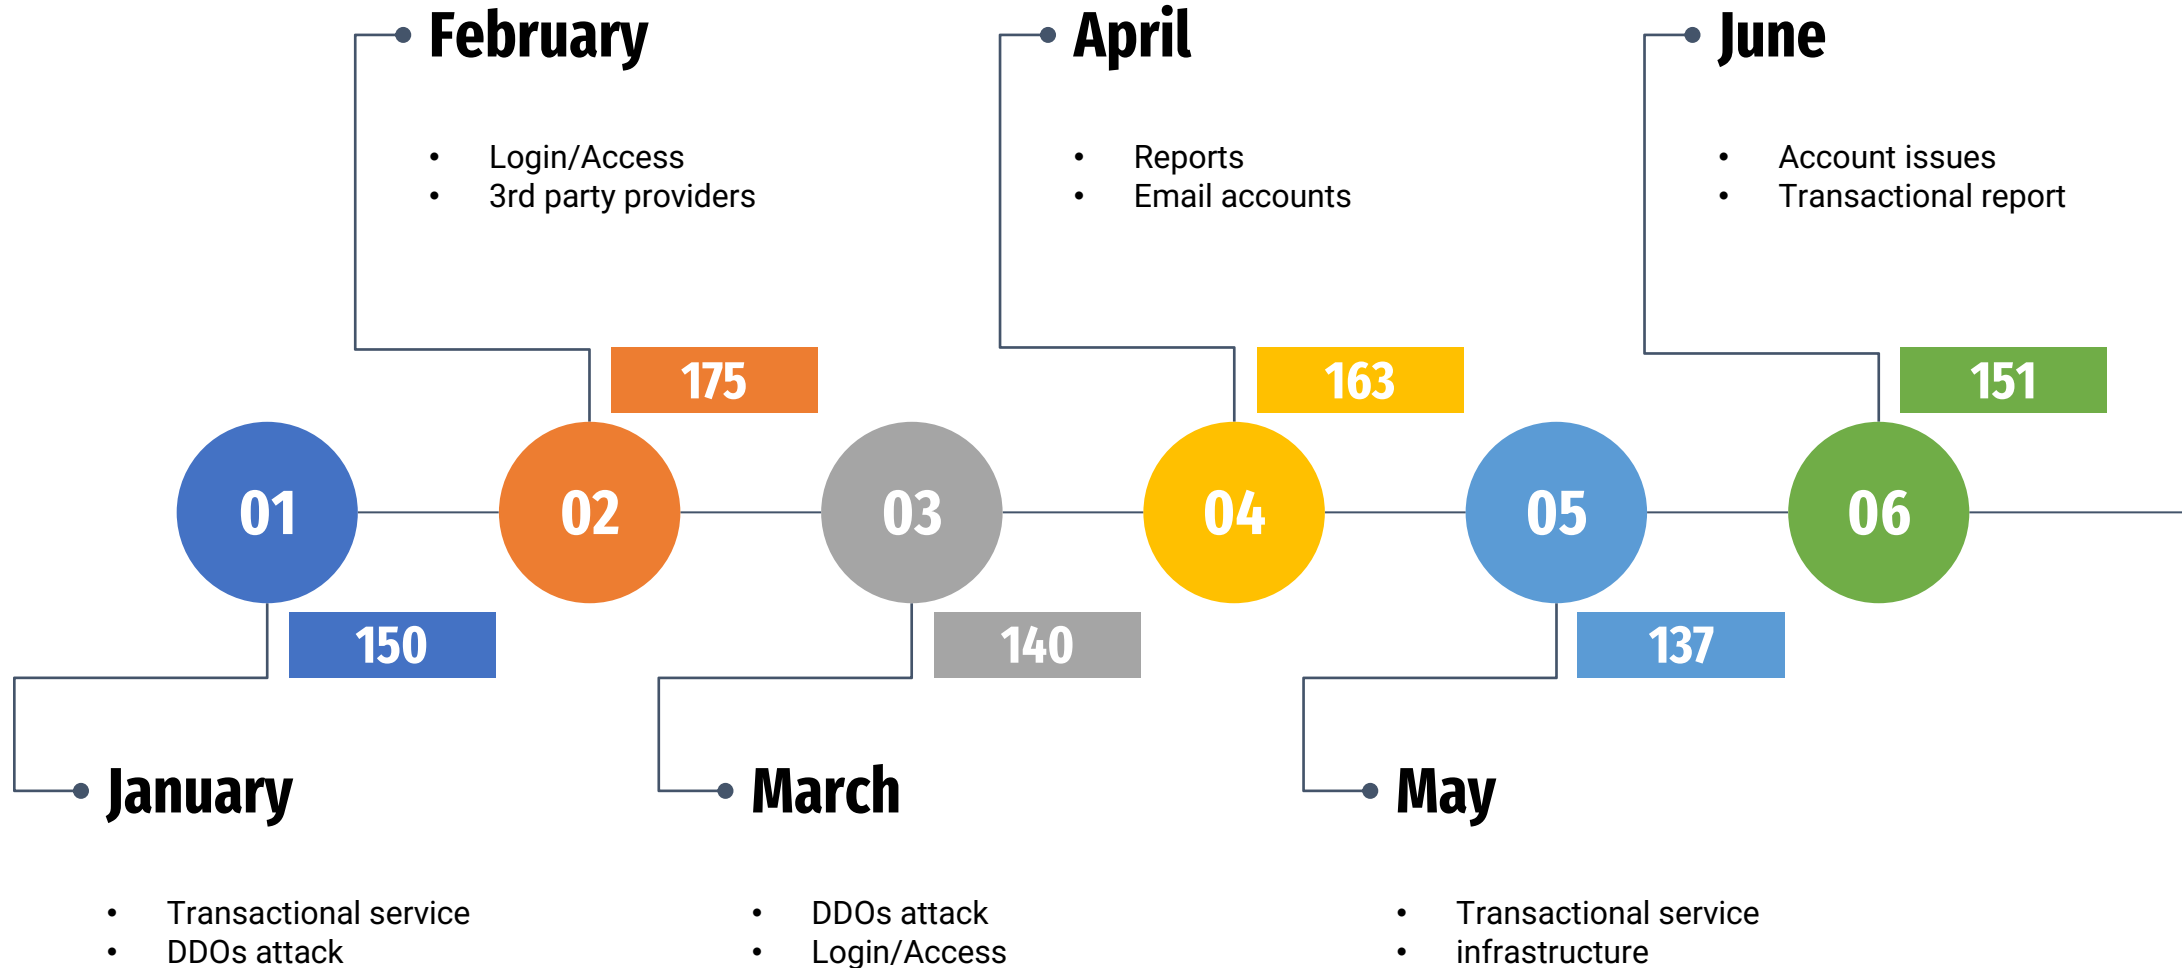 February
• Login/Access
• 3rd party providers
April
• Reports
• Email accounts
June
• Account issues
• Transactional report
175
163
151
01
02
03
04
05
06
150
140
137
January
• Transactional service
• DDOs attack
March
• DDOs attack
• Login/Access
May
• Transactional service
• infrastructure